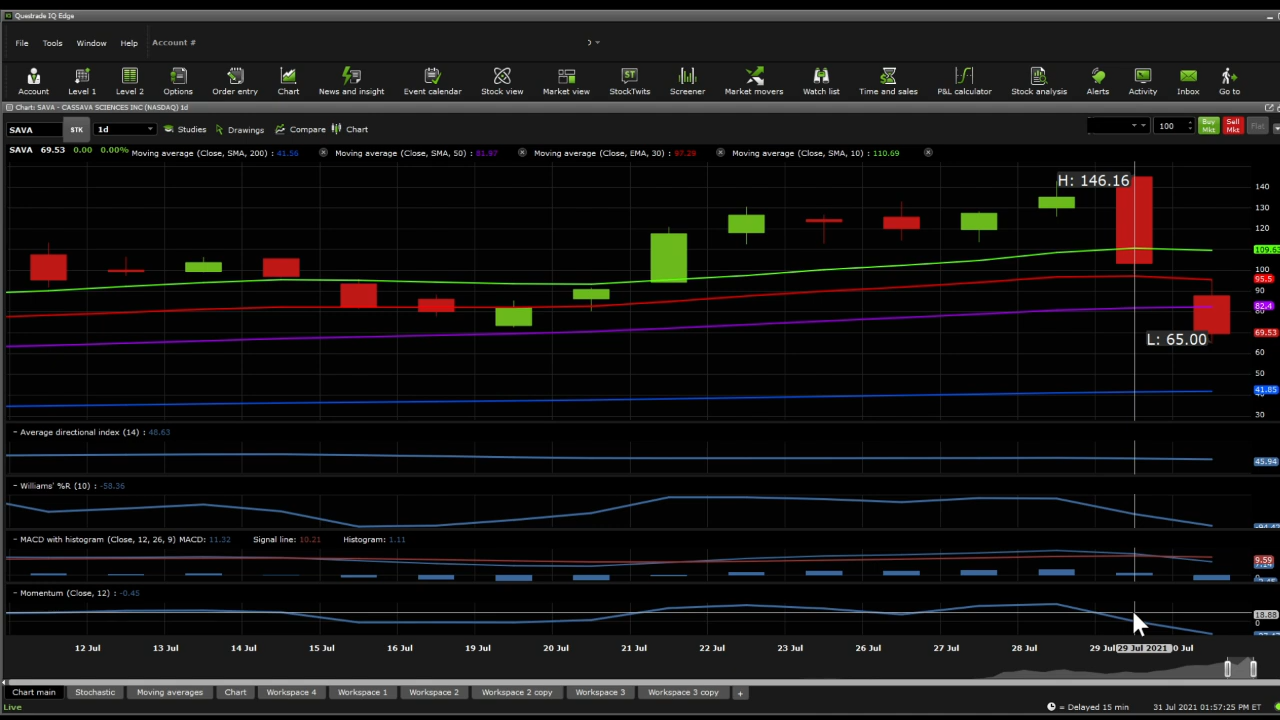 Questrade IQ Edge
File Tools Window Help Account #
Account Level 1 Level 2 Options Order entry Chart News and insight Event calendar Stock view Market view StockTwits Screener Market movers Watch list Time and sales P&L calculator Stock analysis Alerts Activity Inbox Go to
Chart: SAVA - CASSAVA SCIENCES INC (NASDAQ) 1d
SAVA STK 1d Studies Drawings Compare Chart 100 Buy Mkt Sell Mkt Flat
SAVA 69.53 0.00 0.00% Moving average (Close, SMA, 200) : 41.56 Moving average (Close, SMA, 50) : 81.97 Moving average (Close, EMA, 30) : 97.29 Moving average (Close, SMA, 10) : 110.69
H: 146.16
140
130
120
109.63
100
95.5
90
82.4
80
69.53
L: 65.00
60
50
41.85
30
Average directional index (14) : 48.63
45.94
Williams' %R (10) : -58.36
MACD with histogram (Close, 12, 26, 9) MACD: 11.32 Signal line: 10.21 Histogram: 1.11
9.59
Momentum (Close, 12) : -0.45
18.88
0
12 Jul 13 Jul 14 Jul 15 Jul 16 Jul 19 Jul 20 Jul 21 Jul 22 Jul 23 Jul 26 Jul 27 Jul 28 Jul 29 Jul 29 Jul 2021 0 Jul
Chart main Stochastic Moving averages Chart Workspace 4 Workspace 1 Workspace 2 Workspace 2 copy Workspace 3 Workspace 3 copy +
Live = Delayed 15 min 31 Jul 2021 01:57:25 PM ET